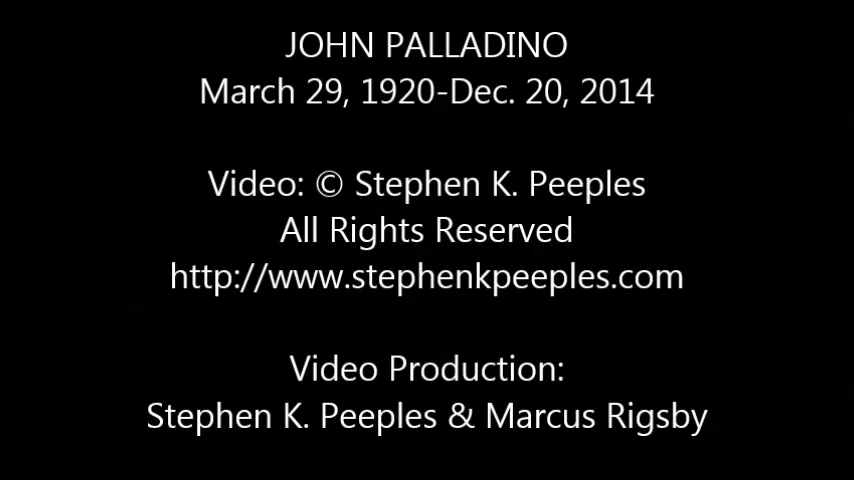 JOHN PALLADINO
March 29, 1920-Dec. 20, 2014
Video: © Stephen K. Peeples
All Rights Reserved
http://www.stephenkpeeples.com
Video Production:
Stephen K. Peeples & Marcus Rigsby